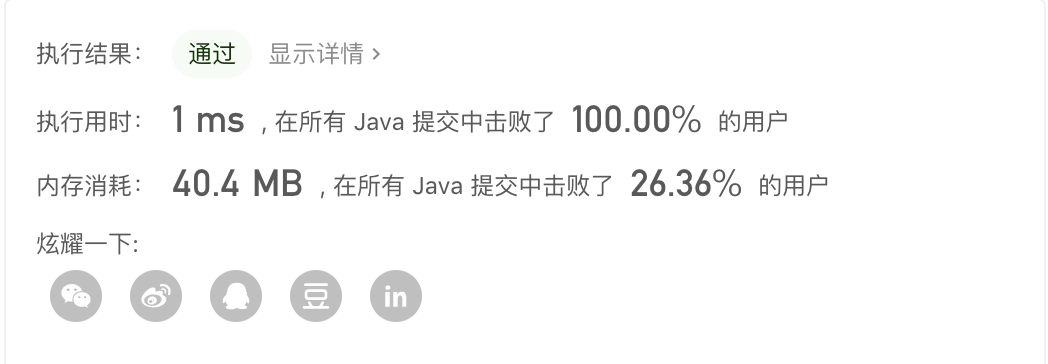 执行结果： 通过 显示详情 >
执行用时： 1 ms , 在所有 Java 提交中击败了 100.00% 的用户
内存消耗： 40.4 MB , 在所有 Java 提交中击败了 26.36% 的用户
炫耀一下:
豆 in